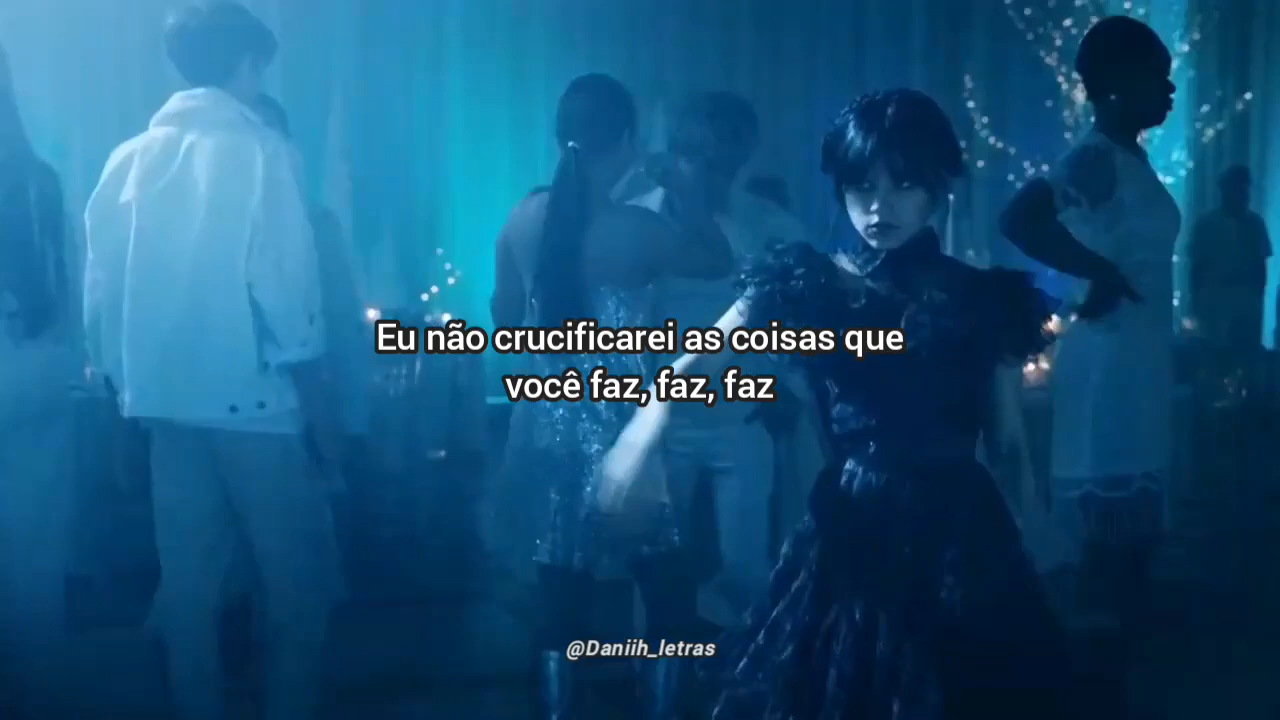 Eu não crucificarei as coisas que
você faz, faz, faz
@Daniih_letras